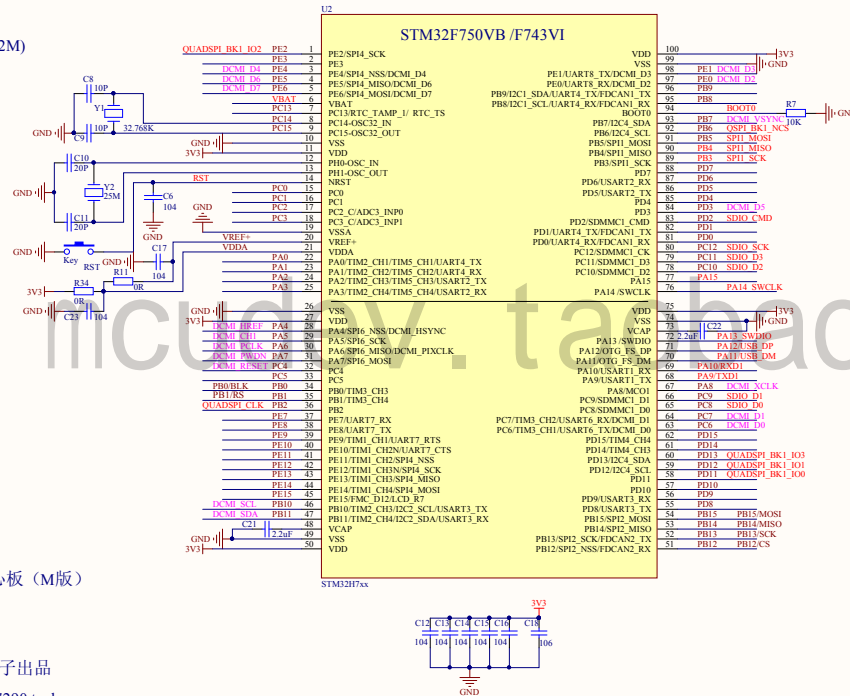 U2
STM32F750VB /F743VI
2M)
QUADSPI_BK1_IO2 PE2 1 PE2/SPI4_SCK VDD 100 3V3
PE3 2 PE3 VSS 99 GND
DCMI_D4 PE4 3 PE4/SPI4_NSS/DCMI_D4 PE1/UART8_TX/DCMI_D3 98 PE1 DCMI_D3
DCMI_D6 PE5 4 PE5/SPI4_MISO/DCMI_D6 PE0/UART8_RX/DCMI_D2 97 PE0 DCMI_D2
DCMI_D7 PE6 5 PE6/SPI4_MOSI/DCMI_D7 PB9/I2C1_SDA/UART4_TX/FDCAN1_TX 96 PB9
VBAT 6 VBAT PB8/I2C1_SCL/UART4_RX/FDCAN1_RX 95 PB8
PC13 7 PC13/RTC_TAMP_1/ RTC_TS BOOT0 94 BOOT0 R7 10K GN
C8 10P Y1 32.768K PC14 8 PC14-OSC32_IN PB7/I2C4_SDA 93 PB7 DCMI_VSYNC
GND C9 10P PC15 9 PC15-OSC32_OUT PB6/I2C4_SCL 92 PB6 QSPI_BK1_NCS
GND 10 VSS PB5/SPI1_MOSI 91 PB5 SPI1_MOSI
3V3 11 VDD PB4/SPI1_MISO 90 PB4 SPI1_MISO
C10 20P 12 PH0-OSC_IN PB3/SPI1_SCK 89 PB3 SPI1_SCK
13 PH1-OSC_OUT PD7 88 PD7
RST 14 NRST PD6/USART2_RX 87 PD6
GND Y2 25M PC0 15 PC0 PD5/USART2_TX 86 PD5
C6 104 PC1 16 PC1 PD4 85 PD4
PC2 17 PC2_C/ADC3_INP0 PD3 84 PD3 DCMI_D5
C11 20P GND PC3 18 PC3_C/ADC3_INP1 PD2/SDMMC1_CMD 83 PD2 SDIO_CMD
GND 19 VSSA PD1/UART4_TX/FDCAN1_TX 82 PD1
VREF+ 20 VREF+ PD0/UART4_RX/FDCAN1_RX 81 PD0
GND Key RST C17 104 VDDA 21 VDDA PC12/SDMMC1_CK 80 PC12 SDIO_SCK
GND PA0 22 PA0/TIM2_CH1/TIM5_CH1/UART4_TX PC11/SDMMC1_D3 79 PC11 SDIO_D3
R11 0R PA1 23 PA1/TIM2_CH2/TIM5_CH2/UART4_RX PC10/SDMMC1_D2 78 PC10 SDIO_D2
PA2 24 PA2/TIM2_CH3/TIM5_CH3/USART2_TX PA15 77 PA15
3V3 R34 0R PA3 25 PA3/TIM2_CH4/TIM5_CH4/USART2_RX PA14 /SWCLK 76 PA14_SWCLK
GND C23 104 GND 26 VSS VDD 75 3V3
3V3 27 VDD VSS 74 GND
DCMI_HREF PA4 28 PA4/SPI6_NSS/DCMI_HSYNC VCAP 73 C22 2.2uF
DCMI_CH1 PA5 29 PA5/SPI6_SCK PA13 /SWDIO 72 PA13_SWDIO
DCMI_PCLK PA6 30 PA6/SPI6_MISO/DCMI_PIXCLK PA12/OTG_FS_DP 71 PA12/USB_DP
DCMI_PWDN PA7 31 PA7/SPI6_MOSI PA11/OTG_FS_DM 70 PA11/USB_DM
DCMI_RESET PC4 32 PC4 PA10/USART1_RX 69 PA10/RXD1
PC5 33 PC5 PA9/USART1_TX 68 PA9/TXD1
PB0/BLK PB0 34 PB0/TIM3_CH3 PA8/MCO1 67 PA8 DCMI_XCLK
PB1/RS PB1 35 PB1/TIM3_CH4 PC9/SDMMC1_D1 66 PC9 SDIO_D1
QUADSPI_CLK PB2 36 PB2 PC8/SDMMC1_D0 65 PC8 SDIO_D0
PE7 37 PE7/UART7_RX PC7/TIM3_CH2/USART6_RX/DCMI_D1 64 PC7 DCMI_D1
PE8 38 PE8/UART7_TX PC6/TIM3_CH1/USART6_TX/DCMI_D0 63 PC6 DCMI_D0
PE9 39 PE9/TIM1_CH1/UART7_RTS PD15/TIM4_CH4 62 PD15
PE10 40 PE10/TIM1_CH2N/UART7_CTS PD14/TIM4_CH3 61 PD14
PE11 41 PE11/TIM1_CH2/SPI4_NSS PD13/I2C4_SDA 60 PD13 QUADSPI_BK1_IO3
PE12 42 PE12/TIM1_CH3N/SPI4_SCK PD12/I2C4_SCL 59 PD12 QUADSPI_BK1_IO1
PE13 43 PE13/TIM1_CH3/SPI4_MISO PD11 58 PD11 QUADSPI_BK1_IO0
PE14 44 PE14/TIM1_CH4/SPI4_MOSI PD10 57 PD10
PE15 45 PE15/FMC_D12/LCD_R7 PD9/USART3_RX 56 PD9
DCMI_SCL PB10 46 PB10/TIM2_CH3/I2C2_SCL/USART3_TX PD8/USART3_TX 55 PD8
DCMI_SDA PB11 47 PB11/TIM2_CH4/I2C2_SDA/USART3_RX PB15/SPI2_MOSI 54 PB15 PB15/MOSI
C21 2.2uF 48 VCAP PB14/SPI2_MISO 53 PB14 PB14/MISO
GND 49 VSS PB13/SPI2_SCK/FDCAN2_TX 52 PB13 PB13/SCK
3V3 50 VDD PB12/SPI2_NSS/FDCAN2_RX 51 PB12 PB12/CS
mcudev.taobao
STM32H7xx
板（M版）
3V3
C12 C13 C14 C15 C16 C18
104 104 104 104 104 106
GND
子出品